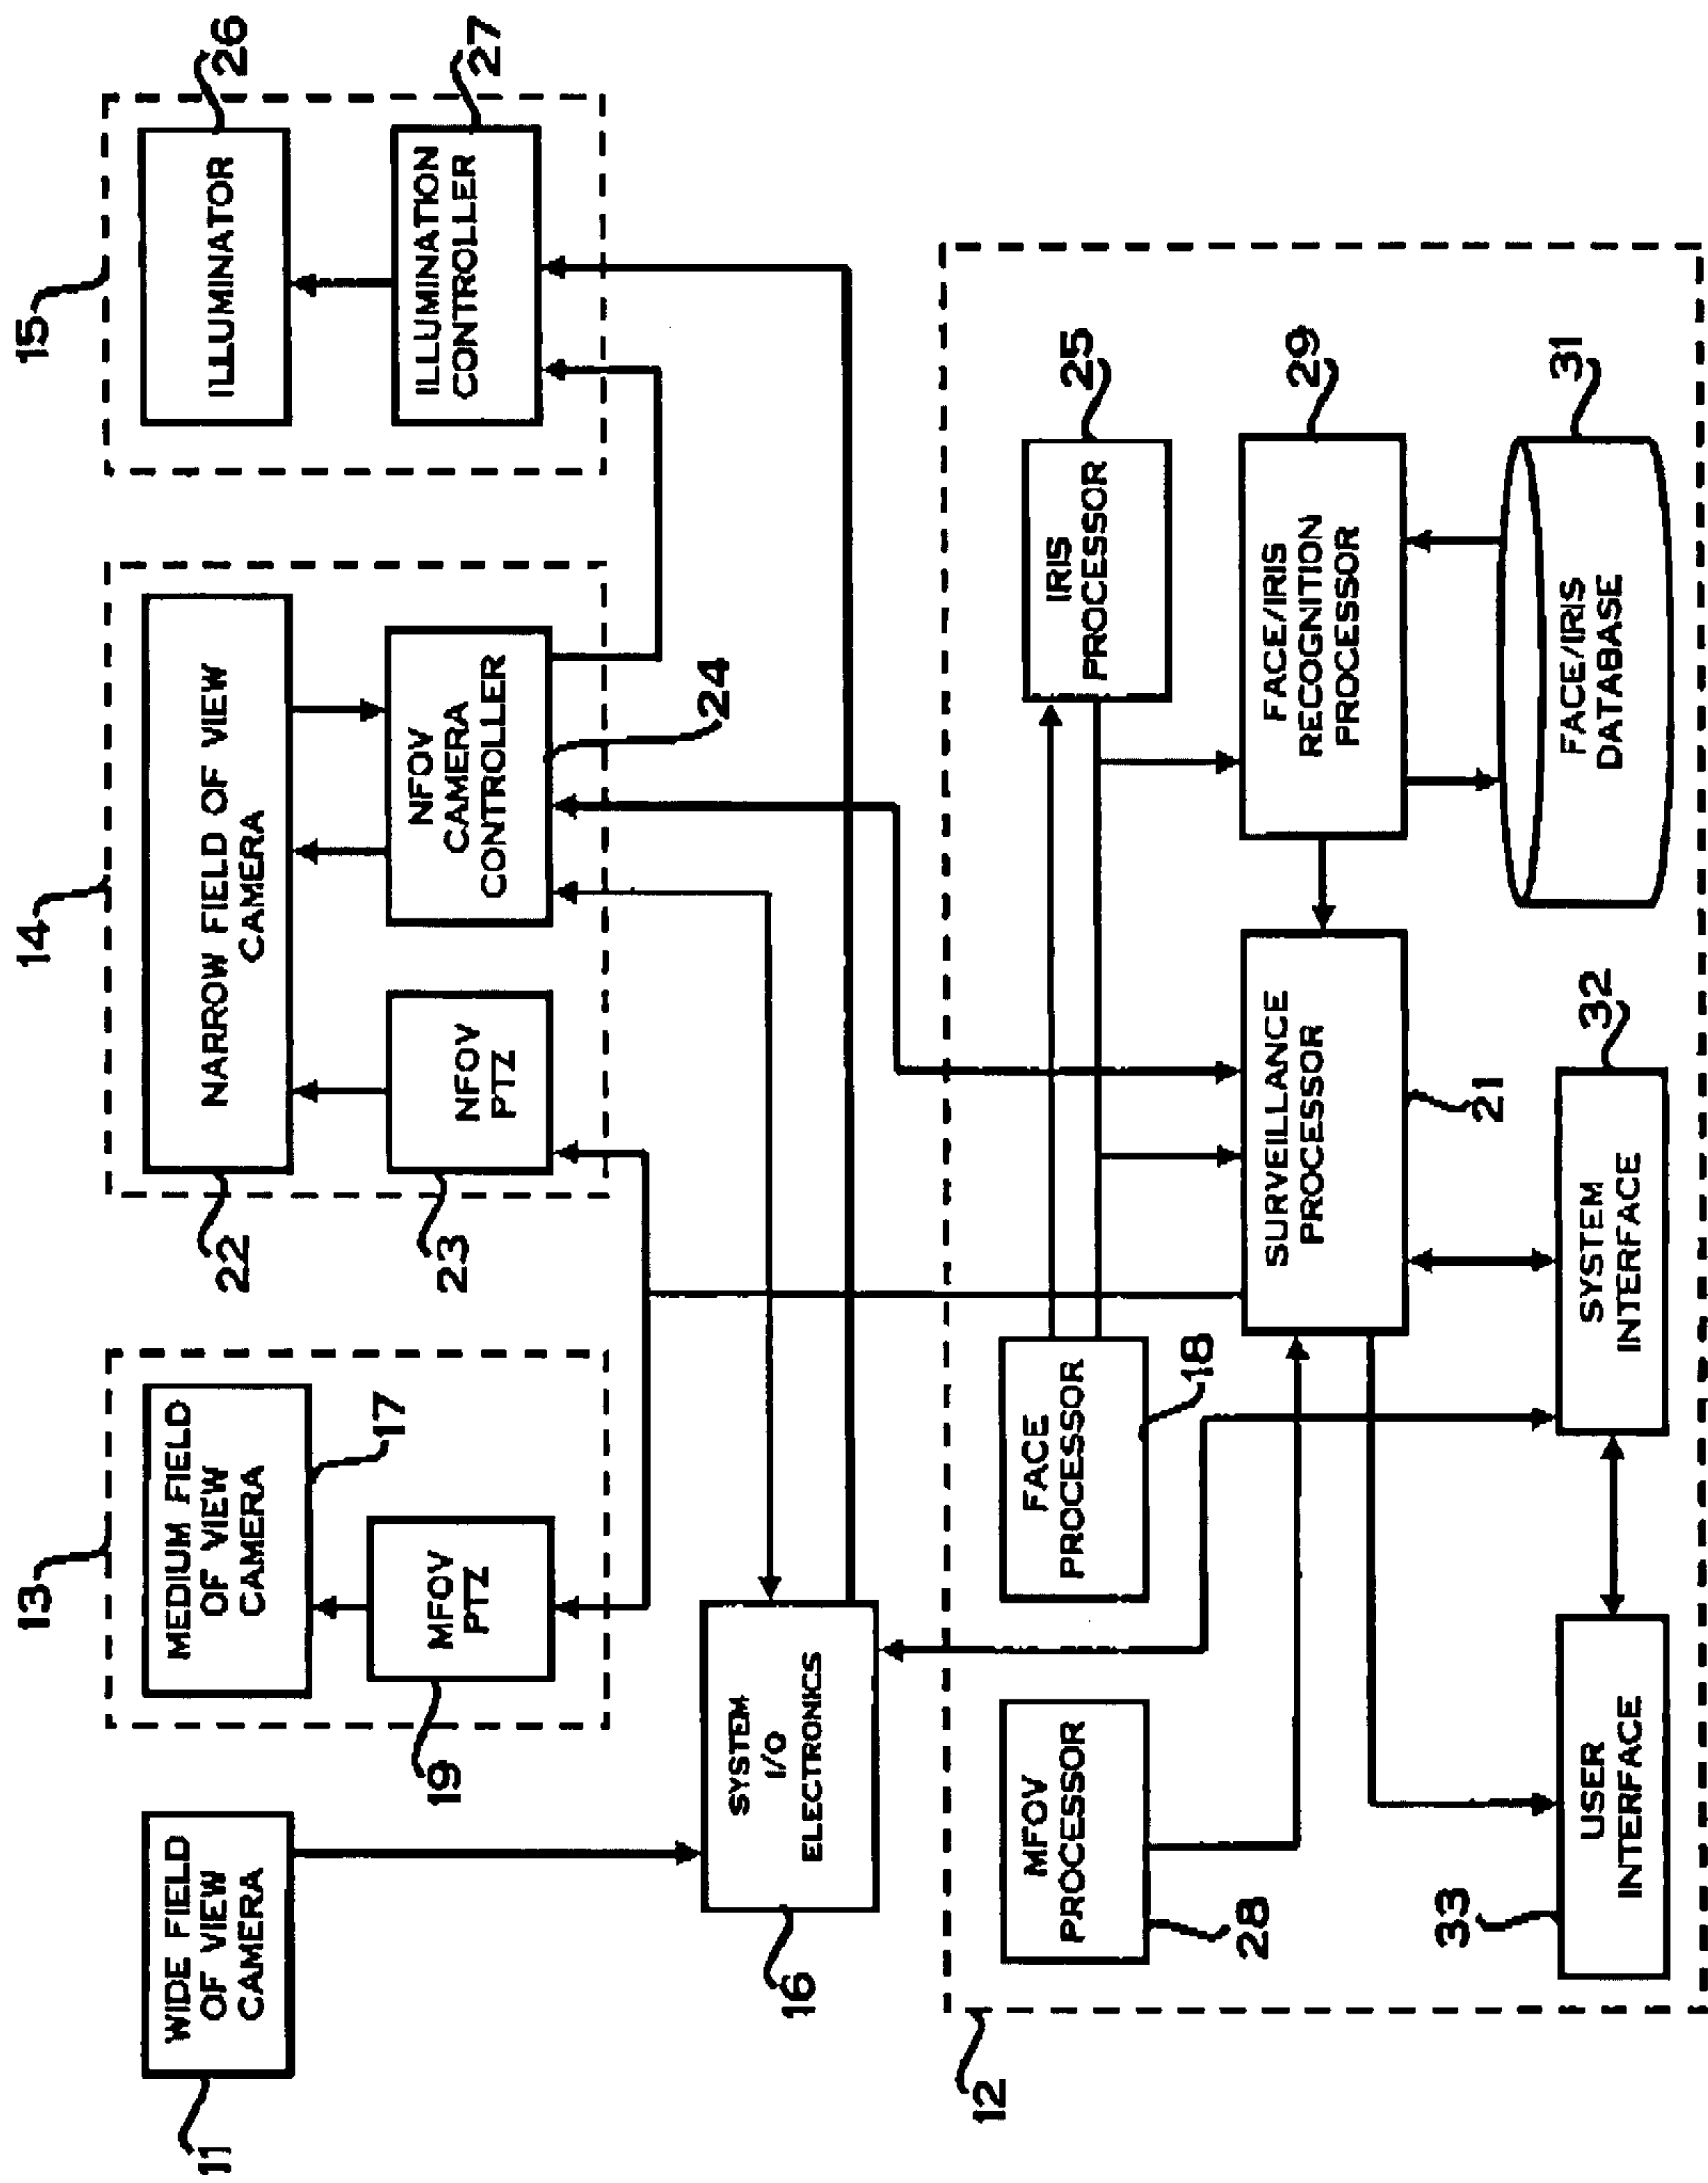 11
WIDE FIELD
OF VIEW
CAMERA
13
MEDIUM FIELD
OF VIEW
CAMERA
17
MFOV
PTZ
19
14
NARROW FIELD OF VIEW
CAMERA
22
NFOV
PTZ
23
NFOV
CAMERA
CONTROLLER
24
15
ILLUMINATOR
26
ILLUMINATION
CONTROLLER
27
SYSTEM
I/O
ELECTRONICS
16
12
MFOV
PROCESSOR
28
FACE
PROCESSOR
18
IRIS
PROCESSOR
25
SURVEILLANCE
PROCESSOR
21
FACE/IRIS
RECOGNITION
PROCESSOR
29
USER
INTERFACE
33
SYSTEM
INTERFACE
32
FACE/IRIS
DATABASE
31